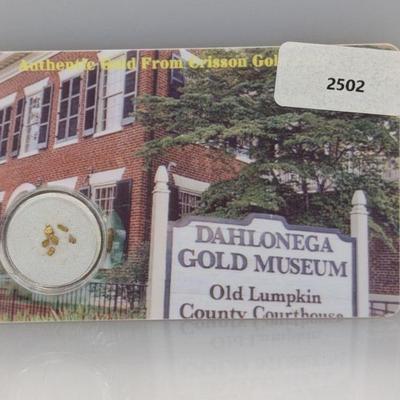 Authentic Gold From Crisson Gol
2502
DAHLONEGA
GOLD MUSEUM
Old Lumpkin
County Courthouse